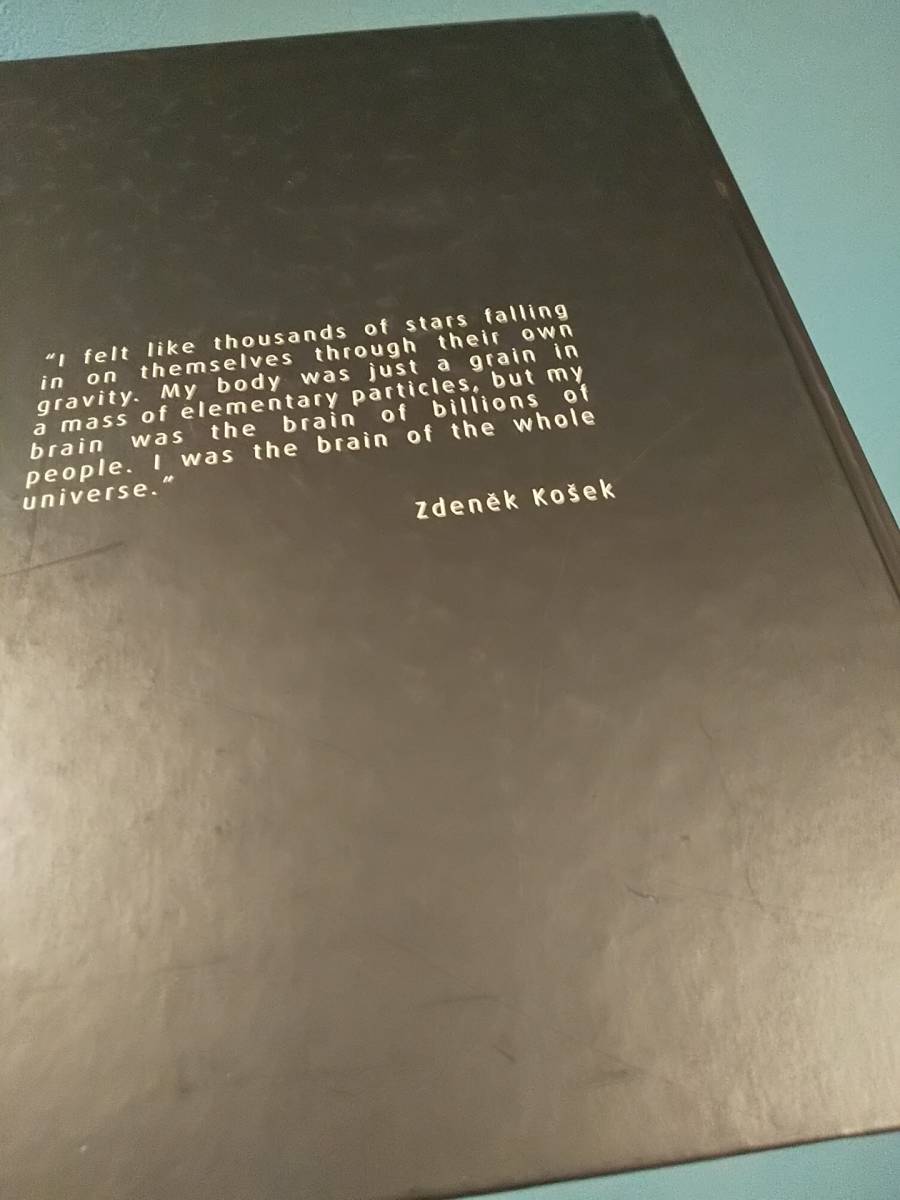 “I felt like thousands of stars falling
in on themselves through their own
gravity. My body was just a grain in
a mass of elementary particles, but my
brain was the brain of billions of
people. I was the brain of the whole
universe.”
Zdeněk Košek